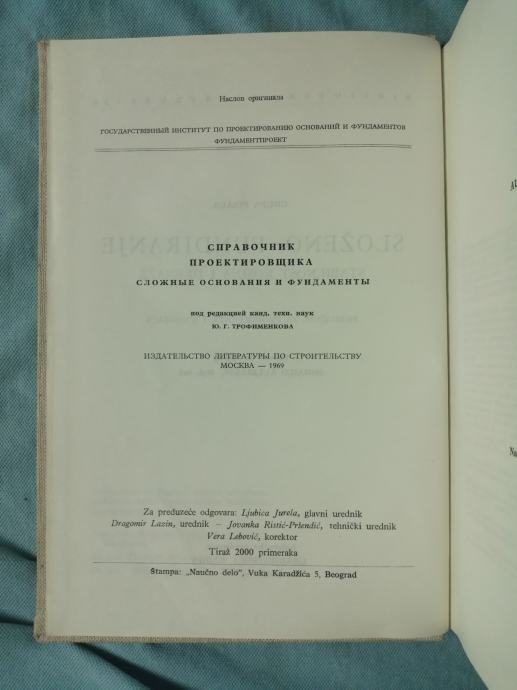 Наслов оригинала
ГОСУДАРСТВЕННЫЙ ИНСТИТУТ ПО ПРОЕКТИРОВАНИЮ ОСНОВАНИЙ И ФУНДАМЕНТОВ
ФУНДАМЕНТПРОЕКТ
СПРАВОЧНИК
ПРОЕКТИРОВЩИКА
СЛОЖНЫЕ ОСНОВАНИЯ И ФУНДАМЕНТЫ
под редакцией канд. техн. наук
Ю. Г. ТРОФИМЕНКОВА
ИЗДАТЕЛЬСТВО ЛИТЕРАТУРЫ ПО СТРОИТЕЛЬСТВУ
МОСКВА — 1969
Za preduzeće odgovara: Ljubica Jurela, glavni urednik
Dragomir Lazin, urednik – Jovanka Ristić-Pršendić, tehnički urednik
Vera Lebović, korektor
Tiraž 2000 primeraka
Štampa: „Naučno delo", Vuka Karadžića 5, Beograd